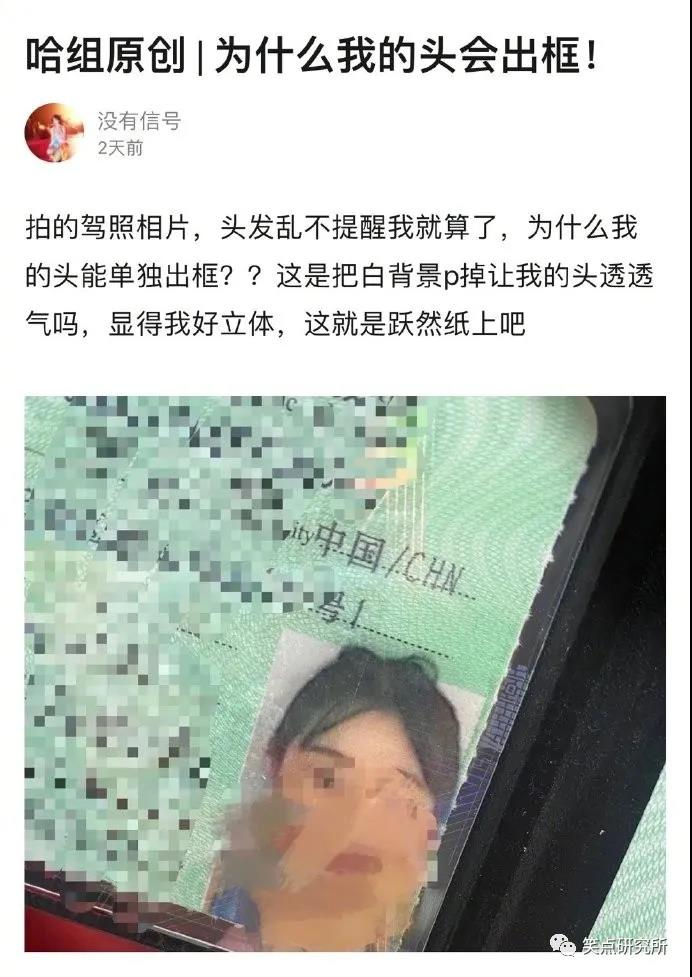 哈组原创 | 为什么我的头会出框！
没有信号
2天前
拍的驾照相片，头发乱不提醒我就算了，为什么我
的头能单独出框？？这是把白背景p掉让我的头透透
气吗，显得我好立体，这就是跃然纸上吧
ity中国/CHN
笑点研究所